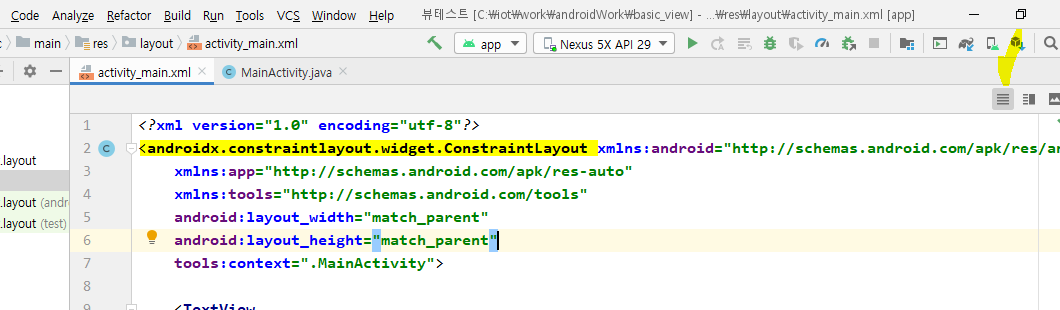 Code Analyze Refactor Build Run Tools VCS Window Help 뷰테스트 [C:₩iot₩work₩androidWork₩basic_view] - ...₩res₩layout₩activity_main.xml [app]
main res layout activity_main.xml app Nexus 5X API 29
activity_main.xml MainActivity.java
1 <?xml version="1.0" encoding="utf-8"?>
2 <androidx.constraintlayout.widget.ConstraintLayout xmlns:android="http://schemas.android.com/apk/res/an
.layout 3 xmlns:app="http://schemas.android.com/apk/res-auto"
4 xmlns:tools="http://schemas.android.com/tools"
.layout (andr 5 android:layout_width="match_parent"
.layout (test) 6 android:layout_height="match_parent"
7 tools:context=".MainActivity">
8
9 <TextView